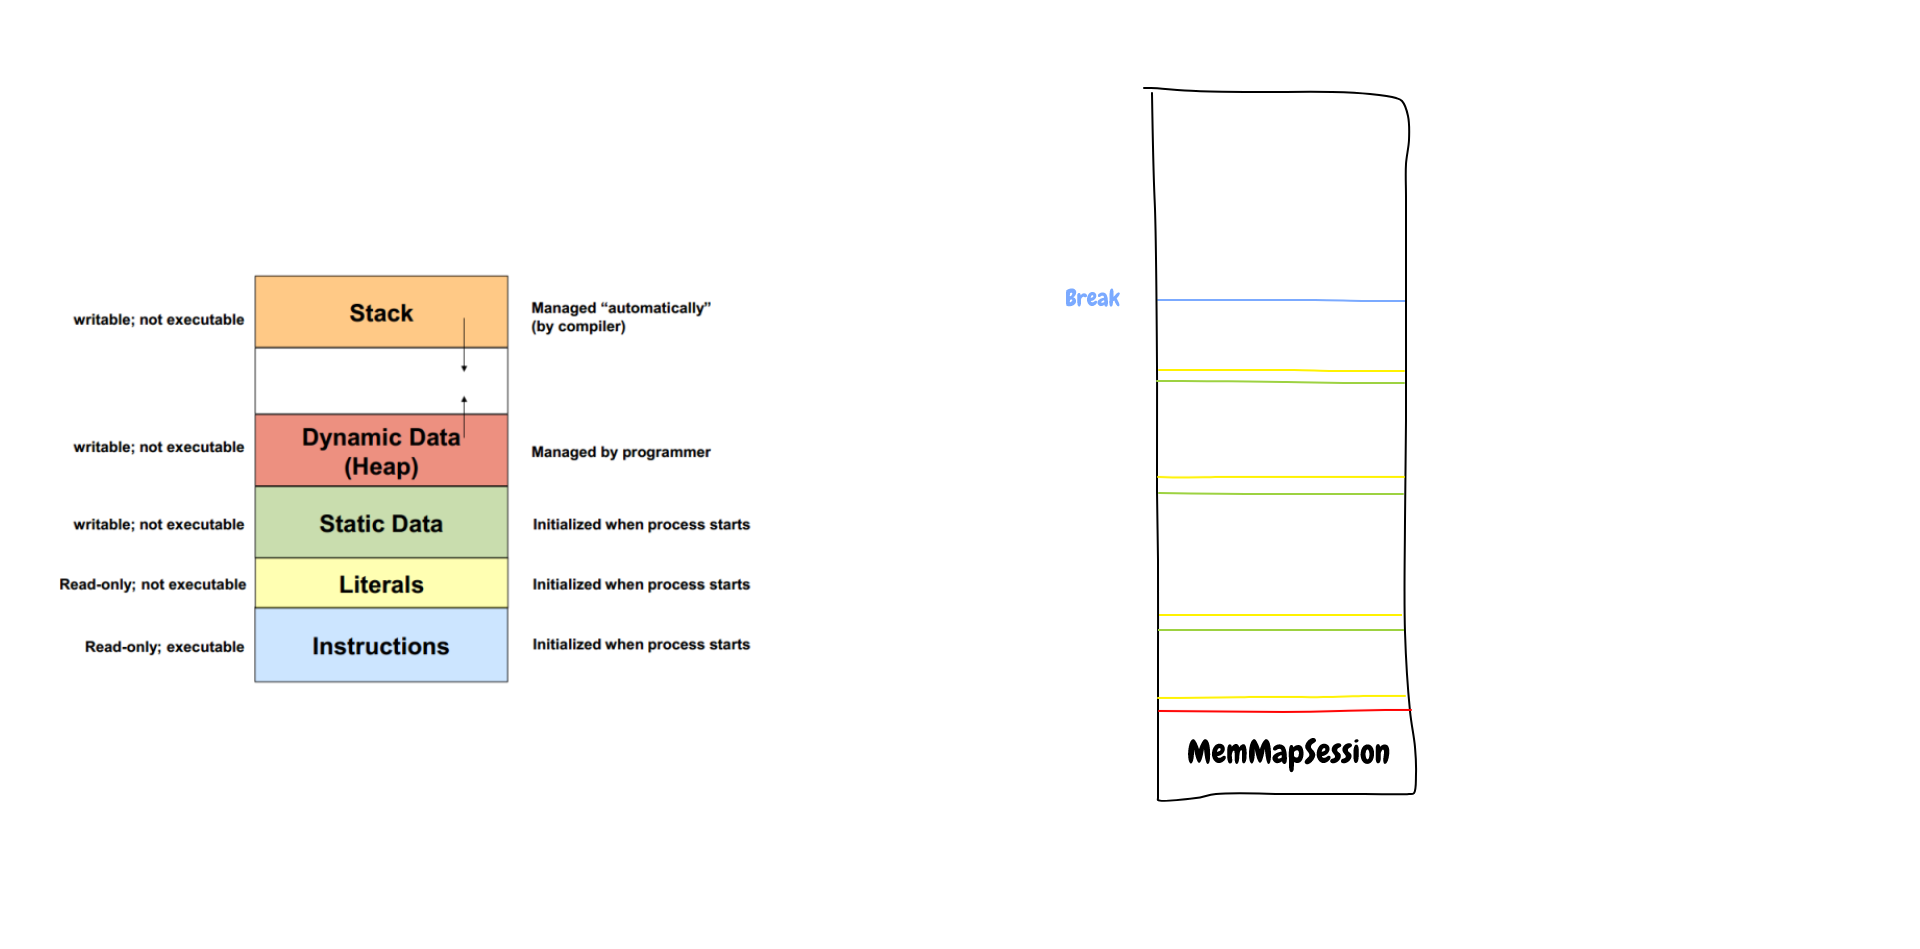 Stack
writable; not executable
Managed “automatically”
(by compiler)
Dynamic Data
(Heap)
writable; not executable
Managed by programmer
writable; not executable
Static Data
Initialized when process starts
Read-only; not executable
Literals
Initialized when process starts
Read-only; executable
Instructions
Initialized when process starts
Break
MemMapSession